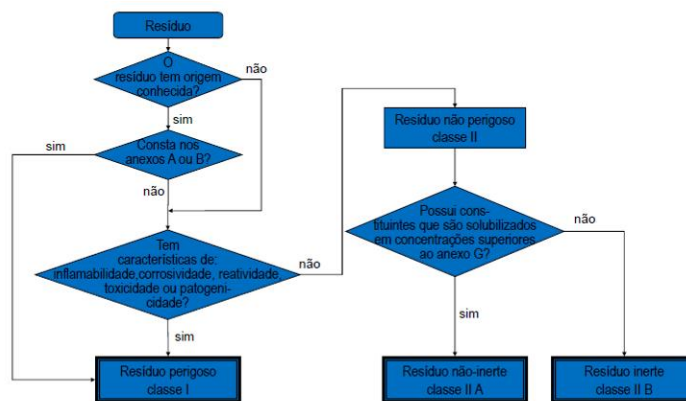 Resíduo
O
resíduo tem origem
conhecida?
não
sim
Consta nos
anexos A ou B?
sim
não
Tem
características de:
inflamabilidade,corrosividade, reatividade,
toxicidade ou patogeni-
cidade?
não
sim
Resíduo perigoso
classe I
Resíduo não perigoso
classe II
Possui cons-
tituintes que são solubilizados
em concentrações superiores
ao anexo G?
não
sim
Resíduo não-inerte
classe II A
Resíduo inerte
classe II B